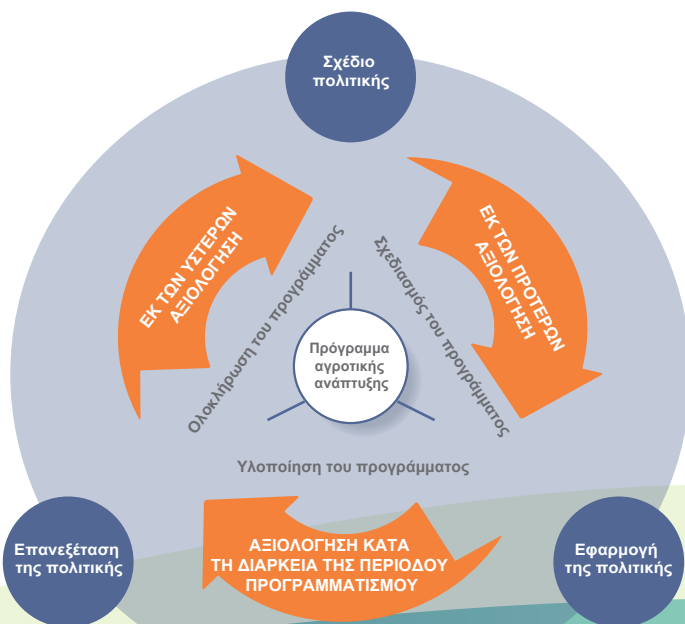 Σχέδιο
πολιτικής
ΕΚ ΤΩΝ ΥΣΤΕΡΩΝ
ΑΞΙΟΛΟΓΗΣΗ
ΕΚ ΤΩΝ ΠΡΟΤΕΡΩΝ
ΑΞΙΟΛΟΓΗΣΗ
Ολοκλήρωση του προγράμματος
Σχεδιασμός του προγράμματος
Πρόγραμμα
αγροτικής
ανάπτυξης
Υλοποίηση του προγράμματος
Επανεξέταση
της πολιτικής
ΑΞΙΟΛΟΓΗΣΗ ΚΑΤΑ
ΤΗ ΔΙΑΡΚΕΙΑ ΤΗΣ ΠΕΡΙΟΔΟΥ
ΠΡΟΓΡΑΜΜΑΤΙΣΜΟΥ
Εφαρμογή
της πολιτικής